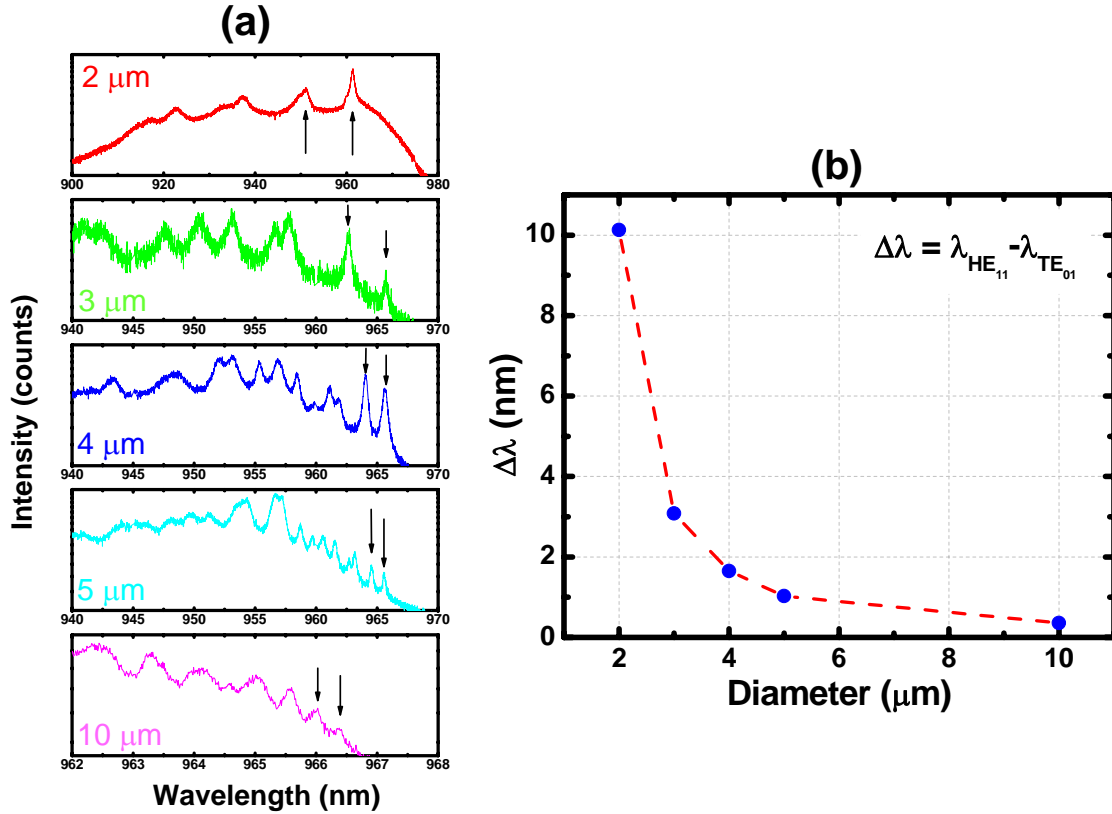 (a)
2 μm
900 920 940 960 980
3 μm
940 945 950 955 960 965 970
4 μm
940 945 950 955 960 965 970
5 μm
940 945 950 955 960 965 970
10 μm
962 963 964 965 966 967 968
Wavelength (nm)
Intensity (counts)
(b)
Δλ = λHE11 -λTE01
10
8
6
4
2
0
2 4 6 8 10
Diameter (μm)
Δλ (nm)